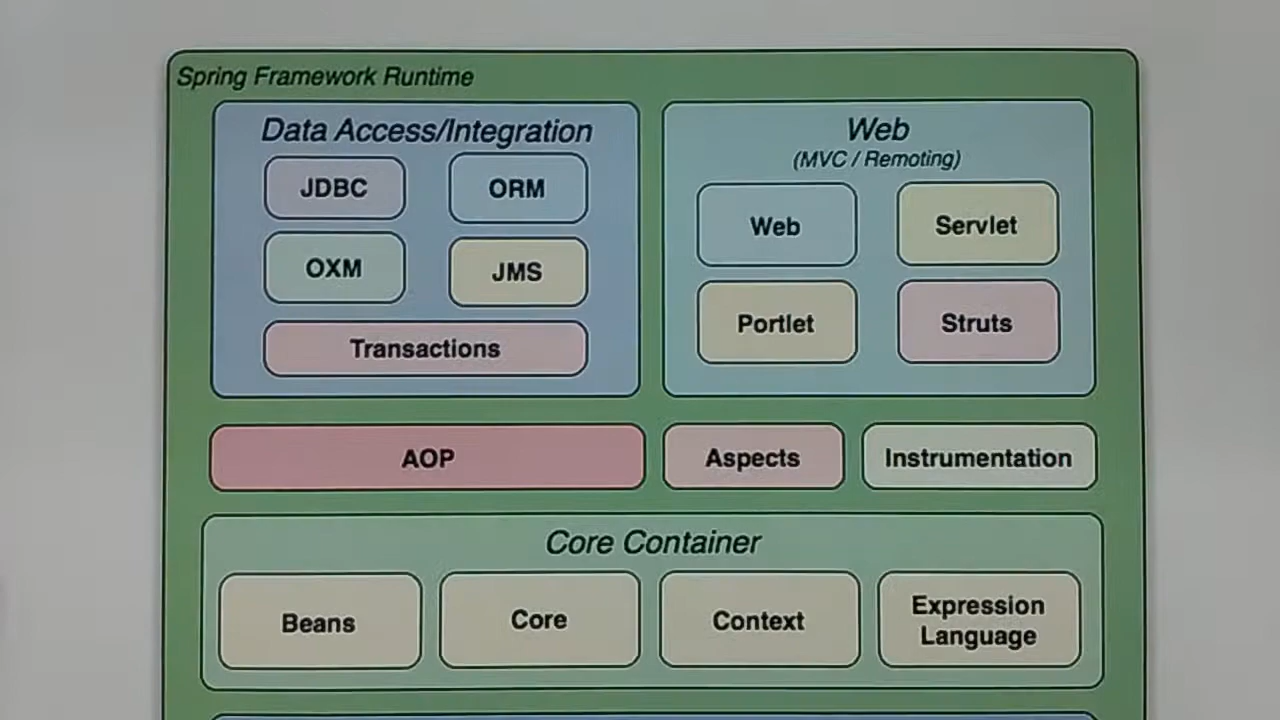 Spring Framework Runtime
Data Access/Integration
JDBC
ORM
OXM
JMS
Transactions
Web
(MVC / Remoting)
Web
Servlet
Portlet
Struts
AOP
Aspects
Instrumentation
Core Container
Beans
Core
Context
Expression
Language